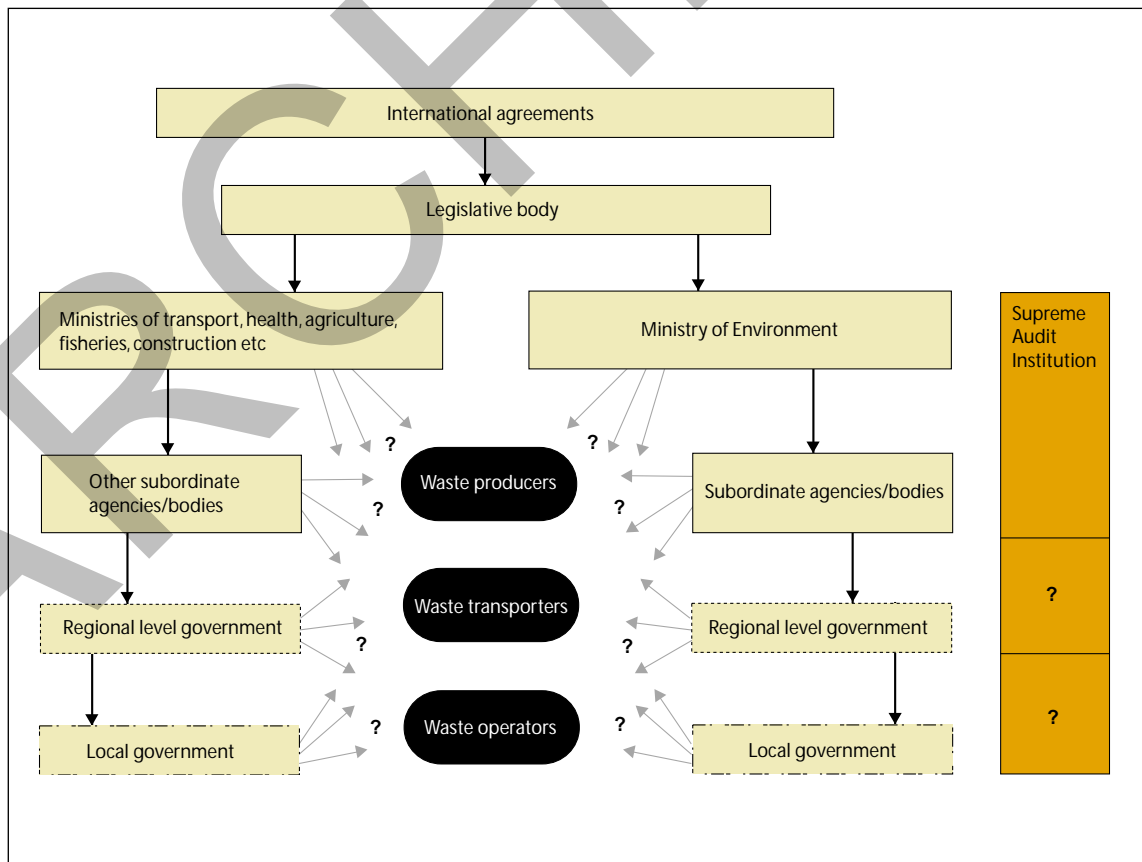 International agreements
Legislative body
Ministries of transport, health, agriculture,
fisheries, construction etc
Ministry of Environment
Supreme
Audit
Institution
?
?
Other subordinate
agencies/bodies
Waste producers
Subordinate agencies/bodies
?
?
Regional level government
Waste transporters
Regional level government
?
?
?
Local government
Waste operators
Local government
?
?
?
ARCH